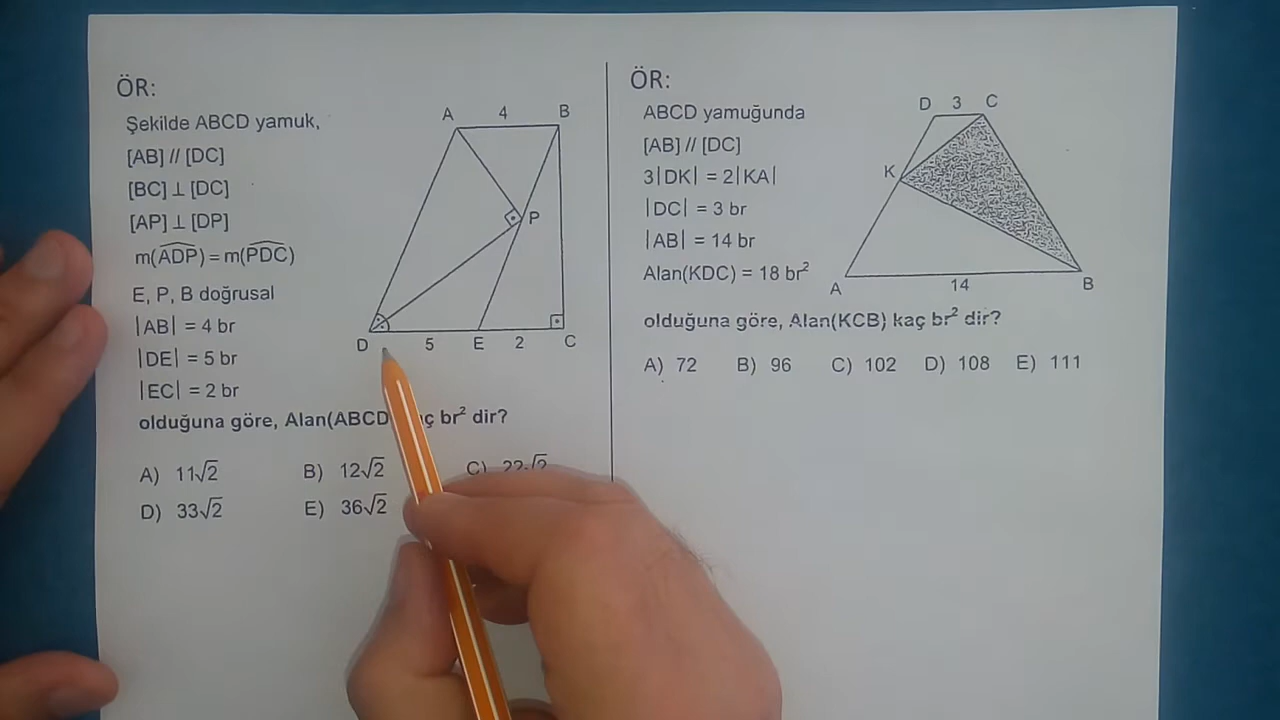 ÖR:
Şekilde ABCD yamuk,
[AB] // [DC]
[BC] ⊥ [DC]
[AP] ⊥ [DP]
m(ADP) = m(PDC)
E, P, B doğrusal
|AB| = 4 br
|DE| = 5 br
|EC| = 2 br
olduğuna göre, Alan(ABCD br² dir?
A) 11√2 B) 12√2 C) 22√2
D) 33√2 E) 36√2
A 4 B
P
D 5 E 2 C
ÖR:
ABCD yamuğunda
[AB] // [DC]
3|DK| = 2|KA|
|DC| = 3 br
|AB| = 14 br
Alan(KDC) = 18 br²
olduğuna göre, Alan(KCB) kaç br² dir?
A) 72 B) 96 C) 102 D) 108 E) 111
D 3 C
K
A 14 B